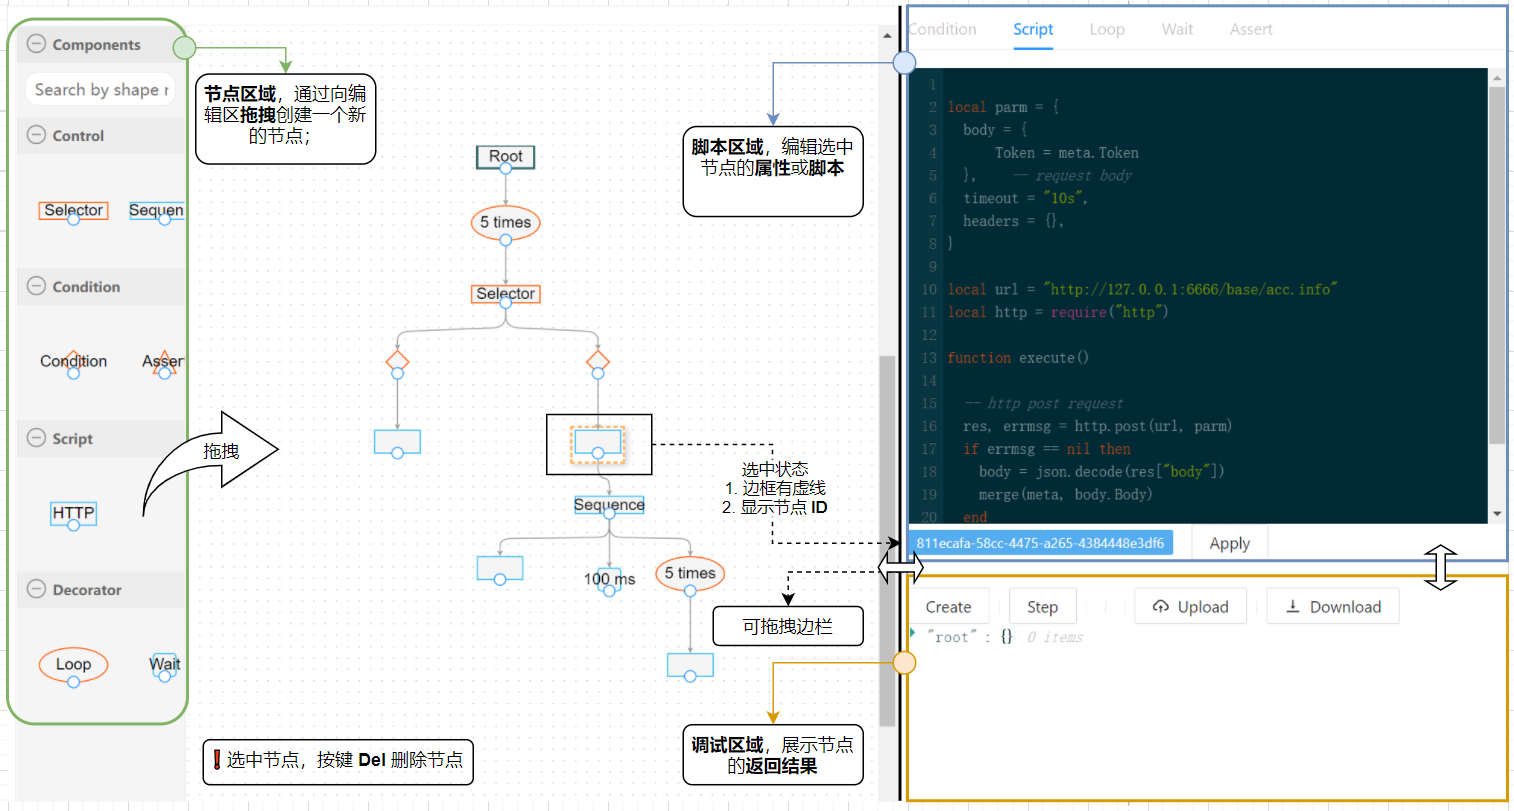 Components
Search by shape r
Control
Selector
Sequen
Condition
Condition
Asser
Script
HTTP
Decorator
Loop
Wait
节点区域，通过向编
辑区拖拽创建一个新
的节点；
拖拽
Root
5 times
Selector
Sequence
100 ms
5 times
❗选中节点，按键 Del 删除节点
脚本区域，编辑选中
节点的属性或脚本
选中状态
1. 边框有虚线
2. 显示节点 ID
可拖拽边栏
调试区域，展示节点
的返回结果
Condition
Script
Loop
Wait
Assert
1
2 local parm = {
3 body = {
4 Token = meta.Token
5 }, -- request body
6 timeout = "10s",
7 headers = {},
8 }
9
10 local url = "http://127.0.0.1:6666/base/acc.info"
11 local http = require("http")
12
13 function execute()
14
15 -- http post request
16 res, errmsg = http.post(url, parm)
17 if errmsg == nil then
18 body = json.decode(res["body"])
19 merge(meta, body.Body)
20 end
811ecafa-58cc-4475-a265-4384448e3df6
Apply
Create
Step
Upload
Download
"root" : {} 0 items